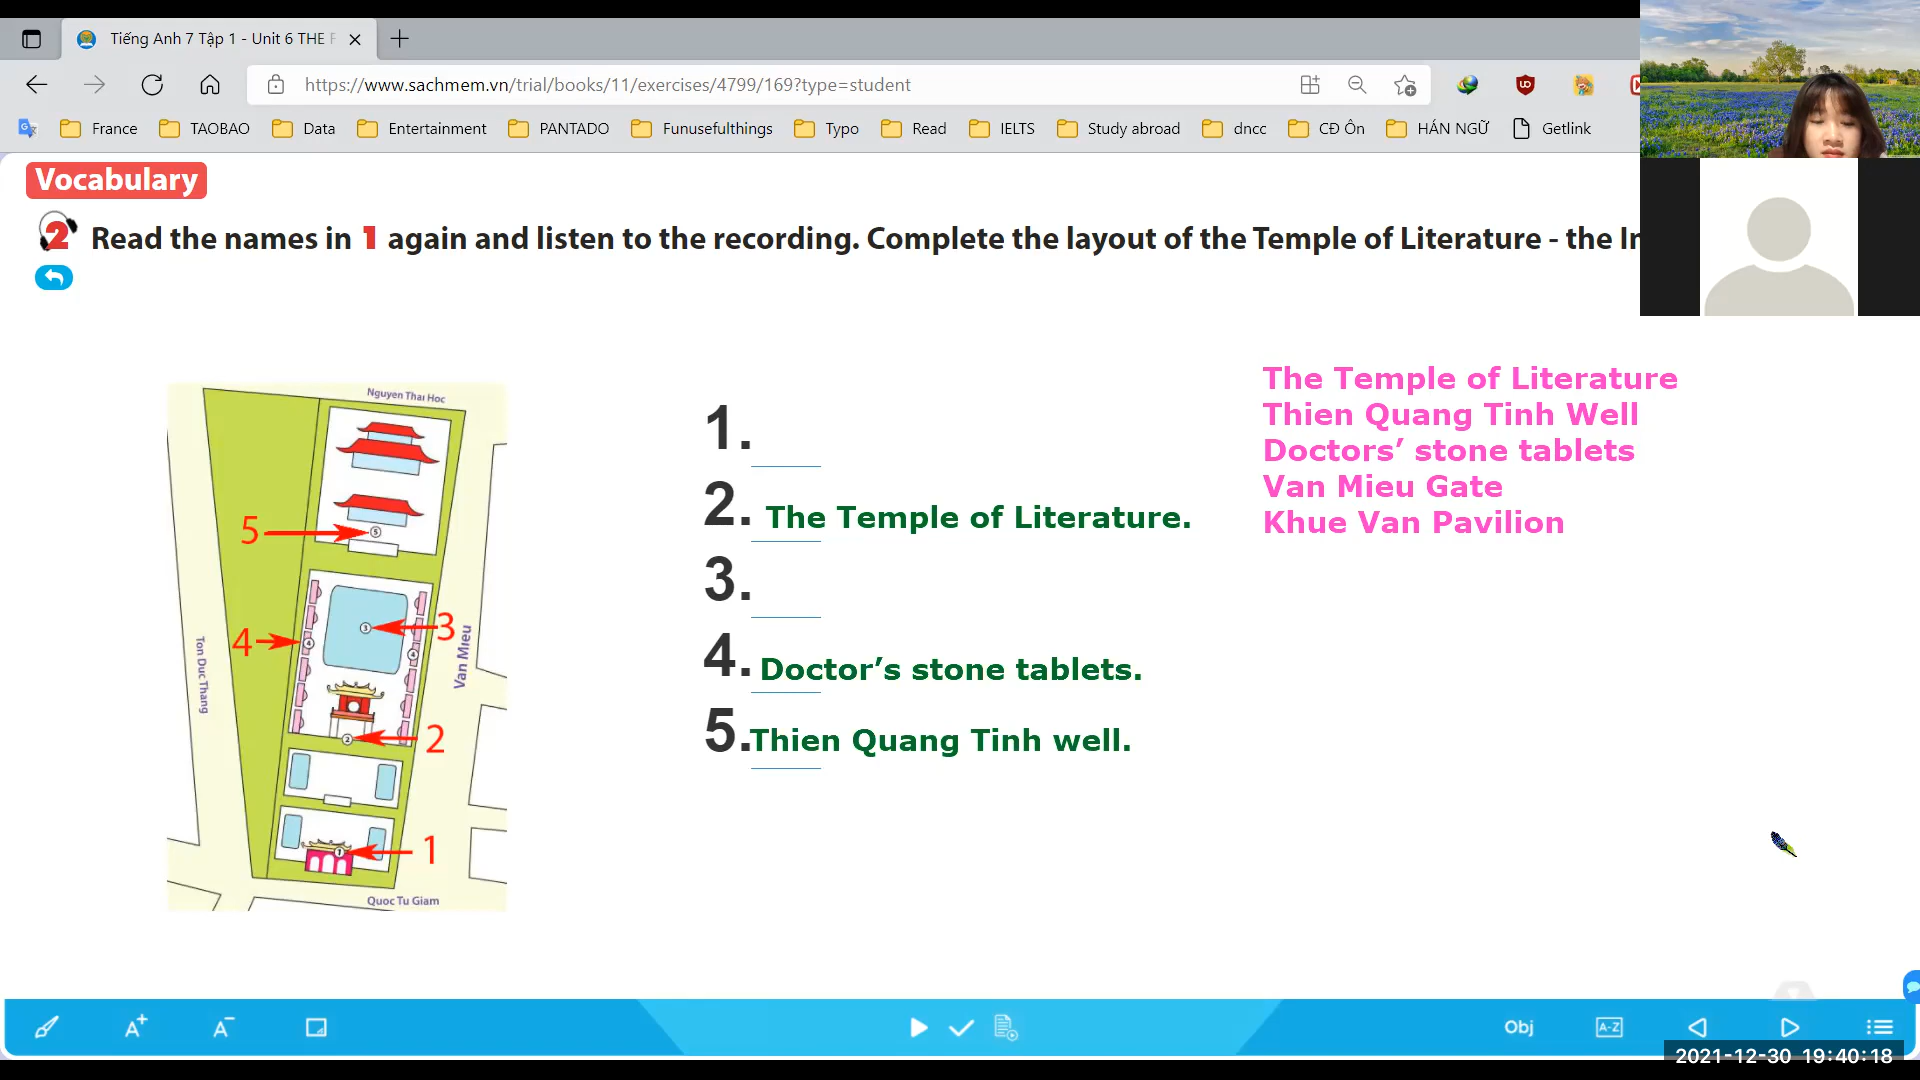 Tiếng Anh 7 Tập 1 - Unit 6 THE F
https://www.sachmem.vn/trial/books/11/exercises/4799/169?type=student
France TAOBAO Data Entertainment PANTADO Funusefulthings Typo Read IELTS Study abroad dncc CĐ Ôn HÁN NGỮ Getlink
Vocabulary
2 Read the names in 1 again and listen to the recording. Complete the layout of the Temple of Literature - the In
Nguyen Thai Hoc
5
5
3
3
4
4
4
Ton Duc Thang
Van Mieu
2
2
1
1
Quoc Tu Giam
1.
2. The Temple of Literature.
3.
4. Doctor’s stone tablets.
5. Thien Quang Tinh well.
The Temple of Literature
Thien Quang Tinh Well
Doctors’ stone tablets
Van Mieu Gate
Khue Van Pavilion
A+ A- Obj A-Z
2021-12-30 19:40:18